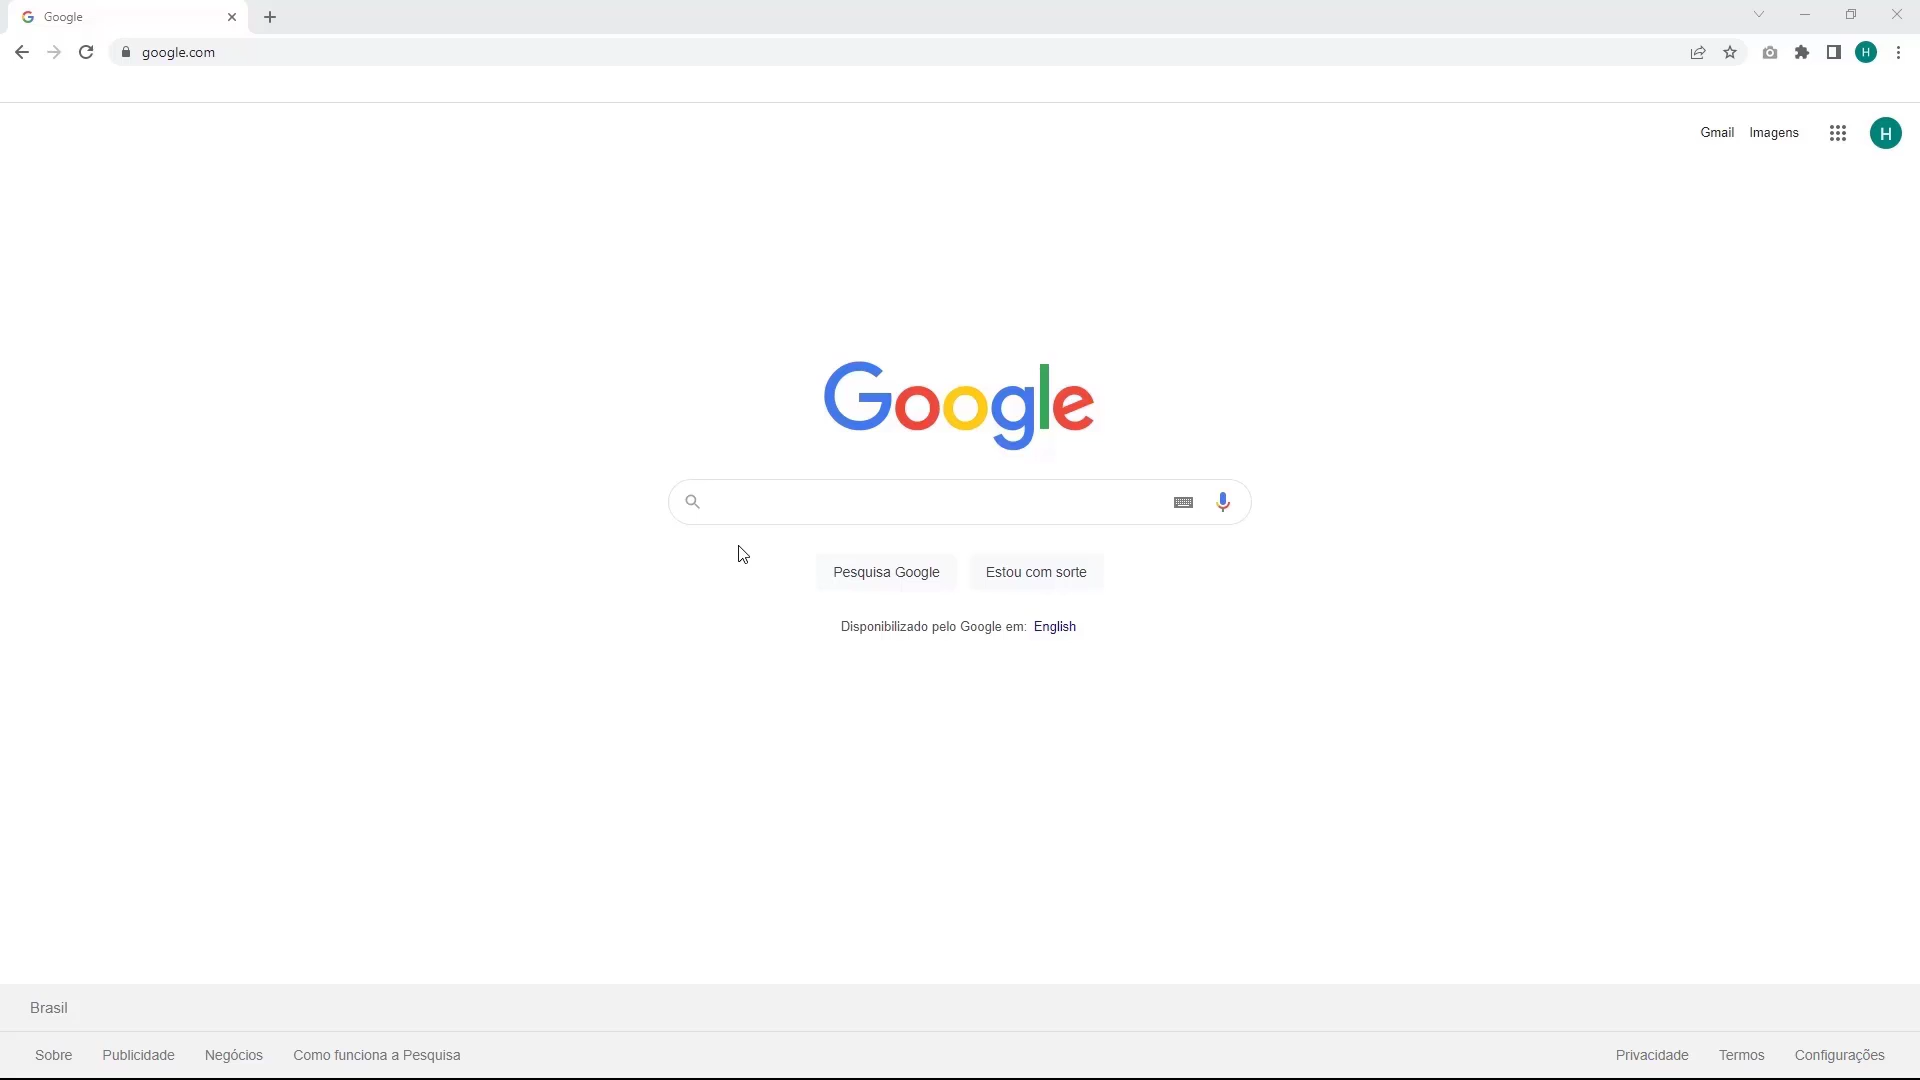 Google
google.com
H
Gmail Imagens H
Google
Pesquisa Google Estou com sorte
Disponibilizado pelo Google em: English
Brasil
Sobre Publicidade Negócios Como funciona a Pesquisa Privacidade Termos Configurações